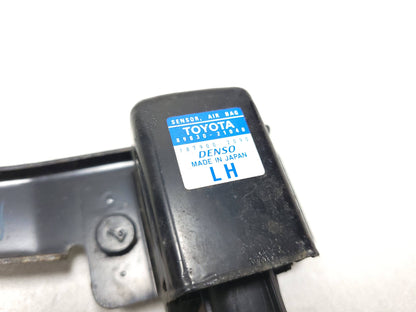 SENSOR, AIR BAG
TOYOTA
DENSO
MADE IN JAPAN
LH